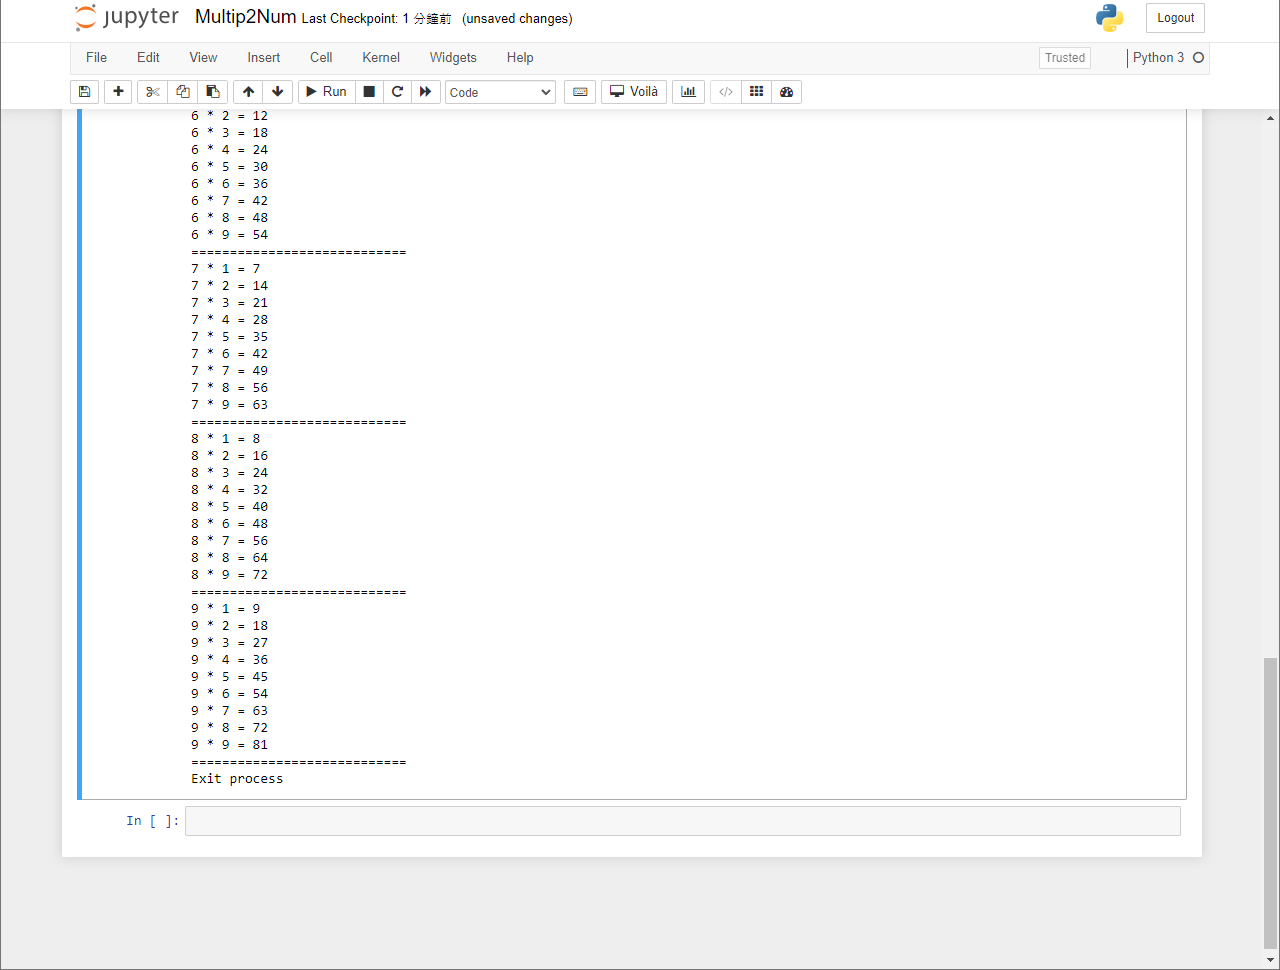 jupyter Multip2Num Last Checkpoint: 1 分鐘前 (unsaved changes) Logout
File Edit View Insert Cell Kernel Widgets Help Trusted Python 3
Run Code Voilà
6 * 2 = 12
6 * 3 = 18
6 * 4 = 24
6 * 5 = 30
6 * 6 = 36
6 * 7 = 42
6 * 8 = 48
6 * 9 = 54
============================
7 * 1 = 7
7 * 2 = 14
7 * 3 = 21
7 * 4 = 28
7 * 5 = 35
7 * 6 = 42
7 * 7 = 49
7 * 8 = 56
7 * 9 = 63
============================
8 * 1 = 8
8 * 2 = 16
8 * 3 = 24
8 * 4 = 32
8 * 5 = 40
8 * 6 = 48
8 * 7 = 56
8 * 8 = 64
8 * 9 = 72
============================
9 * 1 = 9
9 * 2 = 18
9 * 3 = 27
9 * 4 = 36
9 * 5 = 45
9 * 6 = 54
9 * 7 = 63
9 * 8 = 72
9 * 9 = 81
============================
Exit process
In [ ]: